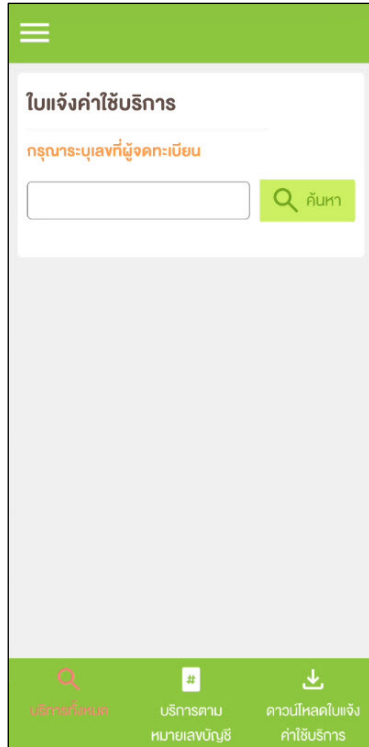 ใบแจ้งค่าใช้บริการ
กรุณาระบุเลขที่ผู้จดทะเบียน
ค้นหา
บริการทั้งหมด
#
บริการตาม
หมายเลขบัญชี
ดาวน์โหลดใบแจ้ง
ค่าใช้บริการ